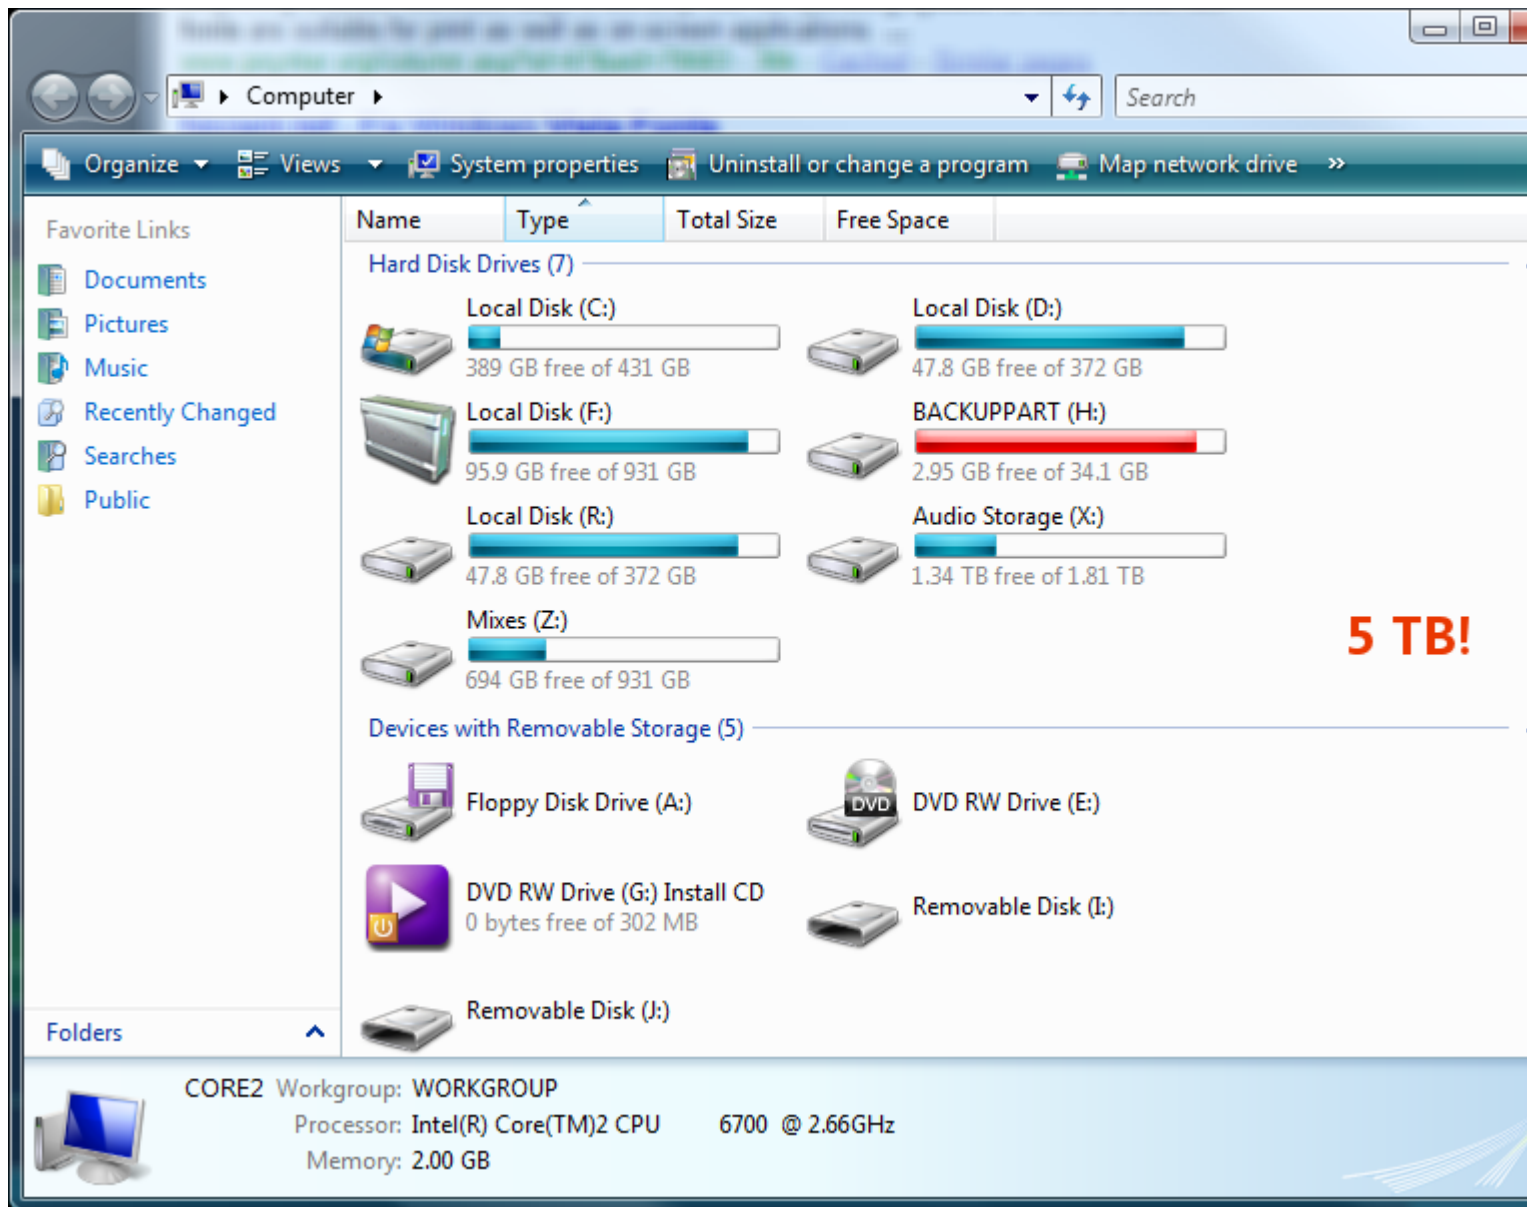 Computer
Search
Organize Views System properties Uninstall or change a program Map network drive »
Favorite Links
Documents
Pictures
Music
Recently Changed
Searches
Public
Folders
Name Type Total Size Free Space
Hard Disk Drives (7)
Local Disk (C:)
389 GB free of 431 GB
Local Disk (D:)
47.8 GB free of 372 GB
Local Disk (F:)
95.9 GB free of 931 GB
BACKUPPART (H:)
2.95 GB free of 34.1 GB
Local Disk (R:)
47.8 GB free of 372 GB
Audio Storage (X:)
1.34 TB free of 1.81 TB
Mixes (Z:)
694 GB free of 931 GB
5 TB!
Devices with Removable Storage (5)
Floppy Disk Drive (A:)
DVD
DVD RW Drive (E:)
DVD RW Drive (G:) Install CD
0 bytes free of 302 MB
Removable Disk (I:)
Removable Disk (J:)
CORE2 Workgroup: WORKGROUP
Processor: Intel(R) Core(TM)2 CPU 6700 @ 2.66GHz
Memory: 2.00 GB